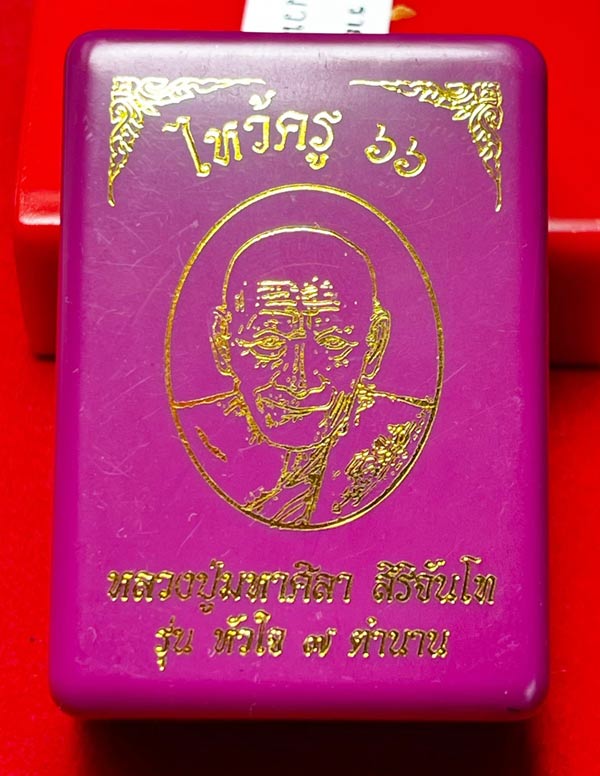 ไหว้ครู ๖๖
หลวงปู่มหาศิลา สิริจันโท
รุ่น หัวใจ ๗ ตำนาน